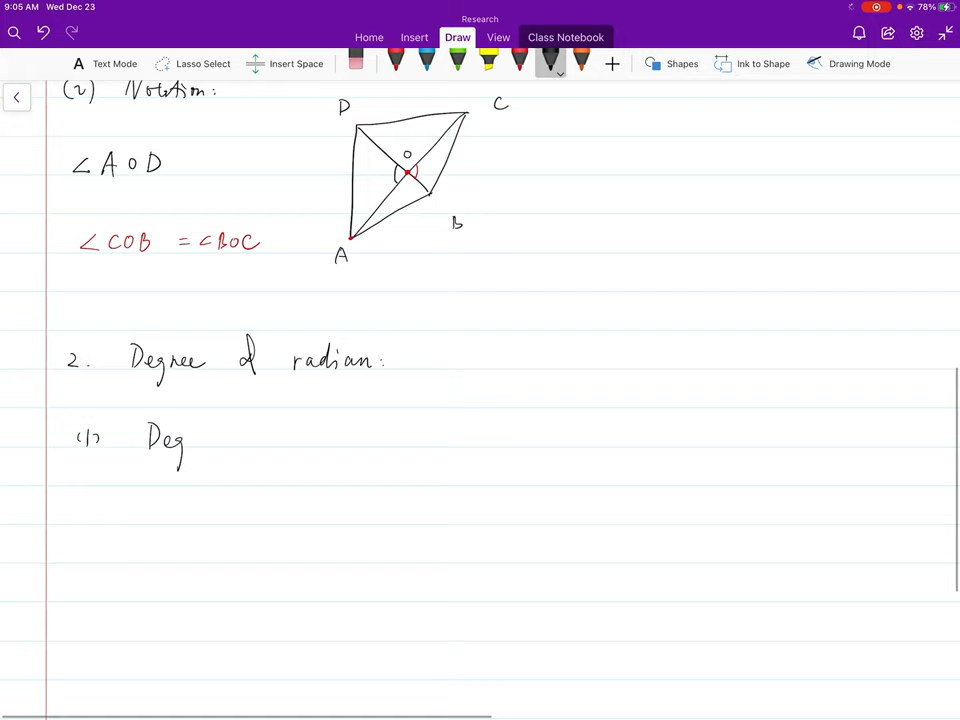 9:05 AM Wed Dec 23
78%
Research
Home Insert Draw View Class Notebook
Text Mode Lasso Select Insert Space Shapes Ink to Shape Drawing Mode
(2) Notation:
D C
∠AOD
O
∠COB = ∠BOC
B
A
2. Degree & radian:
(1) Deg